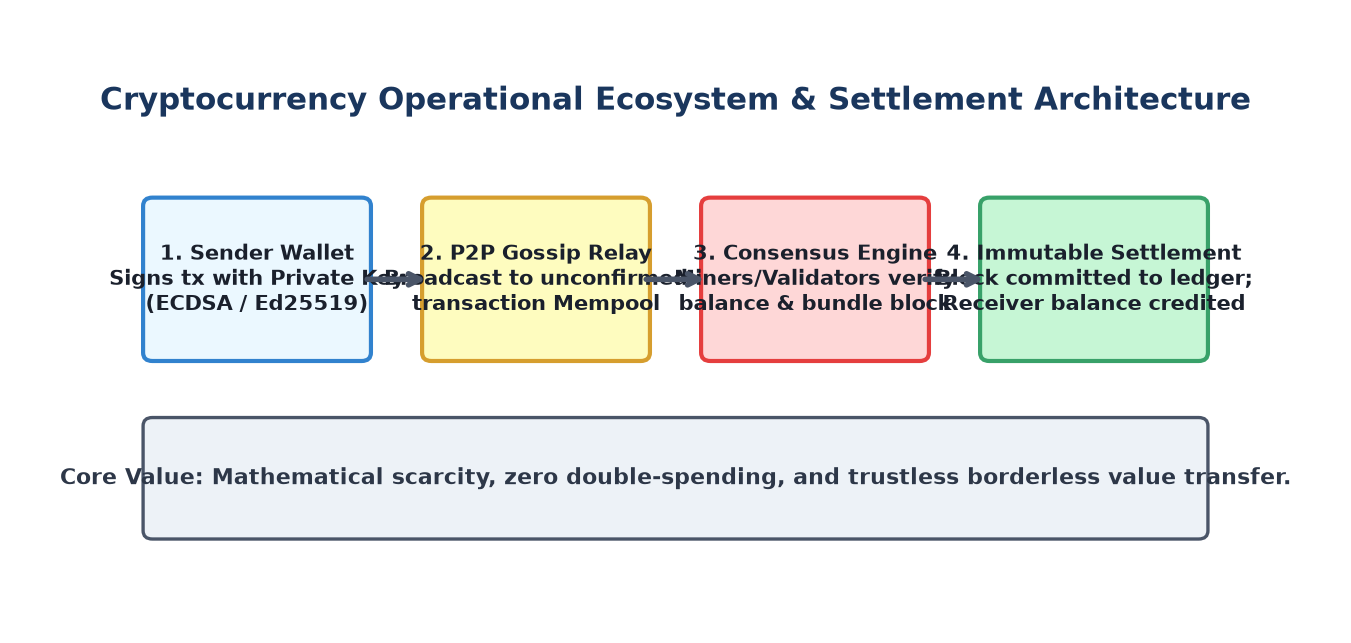 Cryptocurrency Operational Ecosystem & Settlement Architecture
1. Sender Wallet
Signs tx with Private Key
(ECDSA / Ed25519)
2. P2P Gossip Relay
Broadcast to unconfirmed
transaction Mempool
3. Consensus Engine
Miners/Validators verify
balance & bundle block
4. Immutable Settlement
Block committed to ledger;
Receiver balance credited
Core Value: Mathematical scarcity, zero double-spending, and trustless borderless value transfer.